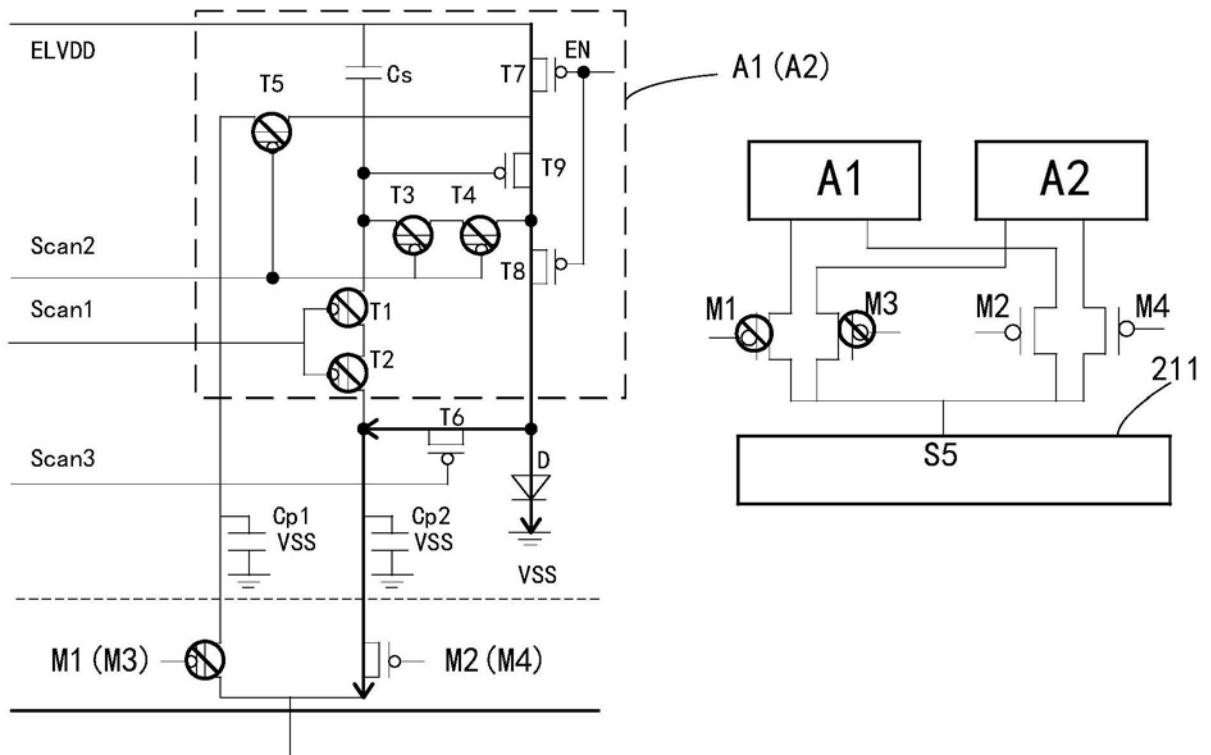 ELVDD
T5
Cs
T7
EN
A1 (A2)
T9
T3
T4
Scan2
T8
Scan1
T1
T2
T6
Scan3
D
Cp1
VSS
Cp2
VSS
VSS
M1 (M3)
M2 (M4)
A1
A2
M1
M3
M2
M4
211
S5